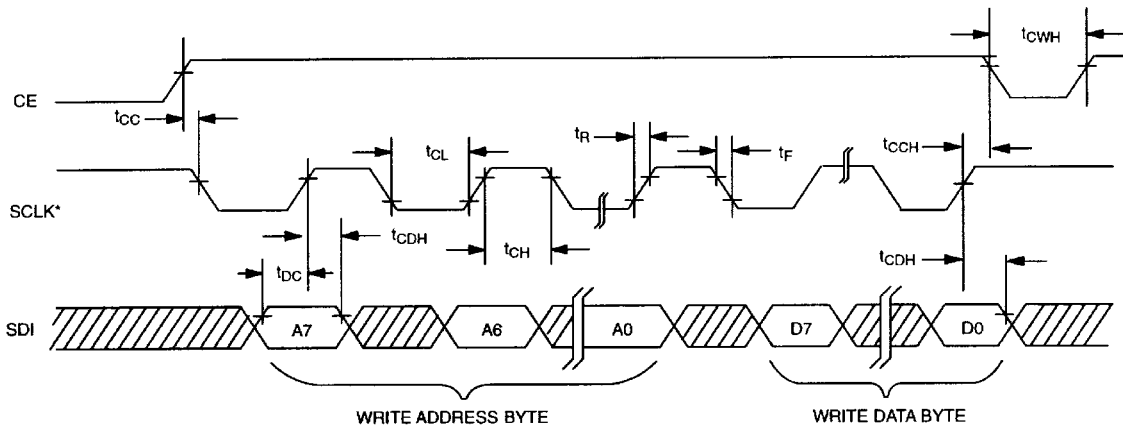 tCWH
CE
tCC
tCL
tR
tF
tCCH
SCLK*
tCDH
tCH
tCDH
tDC
SDI
A7
A6
A0
D7
D0
WRITE ADDRESS BYTE
WRITE DATA BYTE